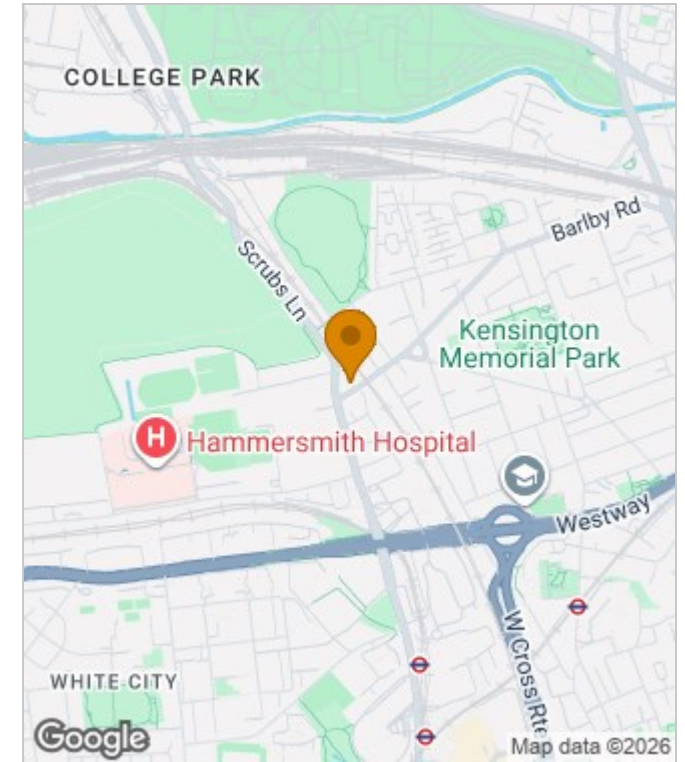 COLLEGE PARK
Scrubs Ln
Barlby Rd
Kensington
Memorial Park
H
Hammersmith Hospital
Westway
W Cross Rte
WHITE CITY
Google
Map data ©2026